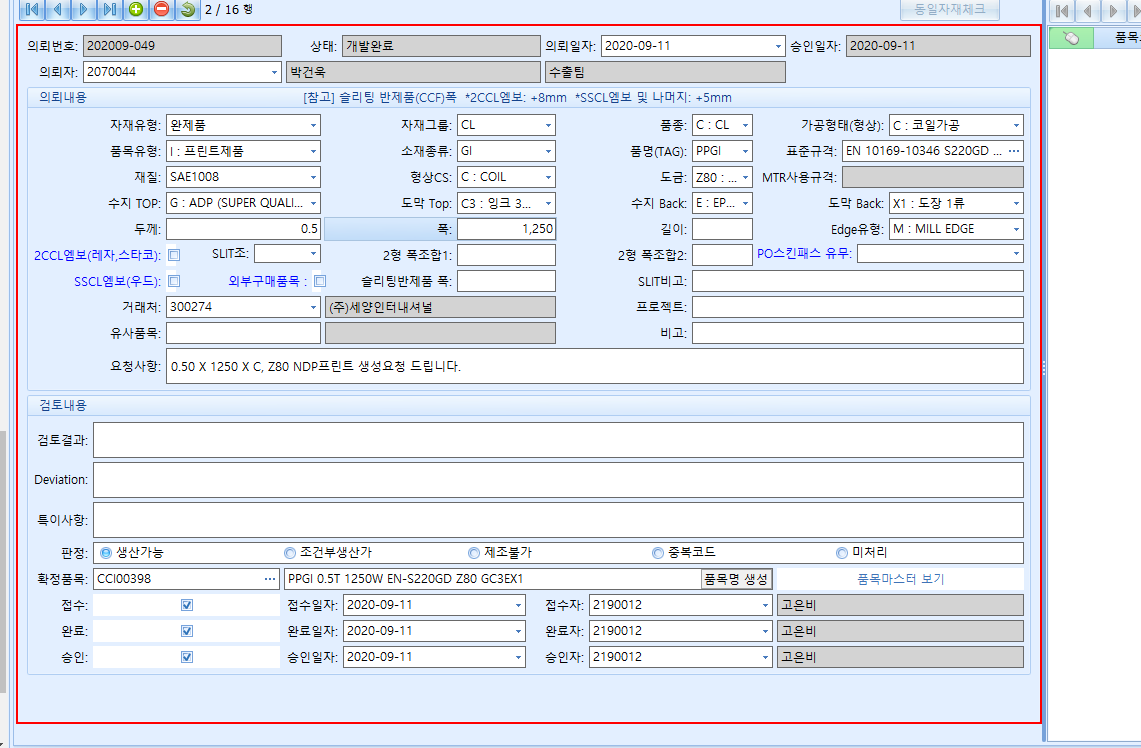 2 / 16 행 동일자재체크
의뢰번호: 202009-049 상태: 개발완료 의뢰일자: 2020-09-11 승인일자: 2020-09-11 품목
의뢰자: 2070044 박건욱 수출팀
의뢰내용 [참고] 슬리팅 반제품(CCF)폭 *2CCL엠보: +8mm *SSCL엠보 및 나머지: +5mm
자재유형: 완제품 자재그룹: CL 품종: C : CL 가공형태(형상): C : 코일가공
품목유형: I : 프린트제품 소재종류: GI 품명(TAG): PPGI 표준규격: EN 10169-10346 S220GD ...
재질: SAE1008 형상CS: C : COIL 도금: Z80 : ... MTR사용규격:
수지 TOP: G : ADP (SUPER QUALI... 도막 Top: C3 : 잉크 3... 수지 Back: E : EP... 도막 Back: X1 : 도장 1류
두께: 0.5 폭: 1,250 길이: Edge유형: M : MILL EDGE
2CCL엠보(레자,스타코): SLIT조: 2형 폭조합1: 2형 폭조합2: PO스킨패스 유무:
SSCL엠보(우드): 외부구매품목 : 슬리팅반제품 폭: SLIT비고:
거래처: 300274 (주)세양인터내셔널 프로젝트:
유사품목: 비고:
요청사항: 0.50 X 1250 X C, Z80 NDP프린트 생성요청 드립니다.
검토내용
검토결과:
Deviation:
특이사항:
판정: 생산가능 조건부생산가 제조불가 중복코드 미처리
확정품목: CCI00398 ... PPGI 0.5T 1250W EN-S220GD Z80 GC3EX1 품목명 생성 품목마스터 보기
접수: 접수일자: 2020-09-11 접수자: 2190012 고은비
완료: 완료일자: 2020-09-11 완료자: 2190012 고은비
승인: 승인일자: 2020-09-11 승인자: 2190012 고은비